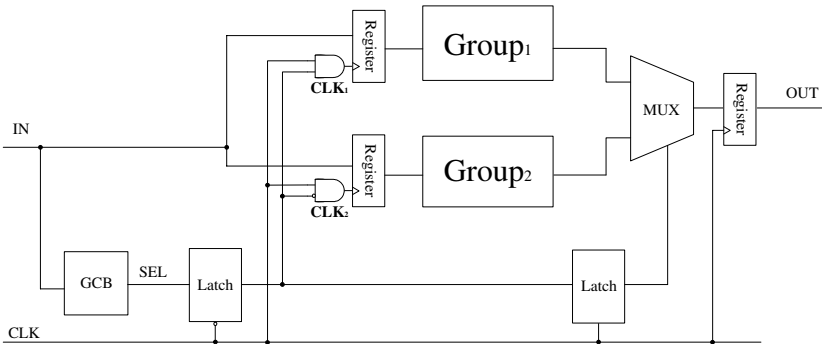 Register
Group1
CLK1
MUX
Register
OUT
IN
Register
Group2
CLK2
GCB
SEL
Latch
Latch
CLK